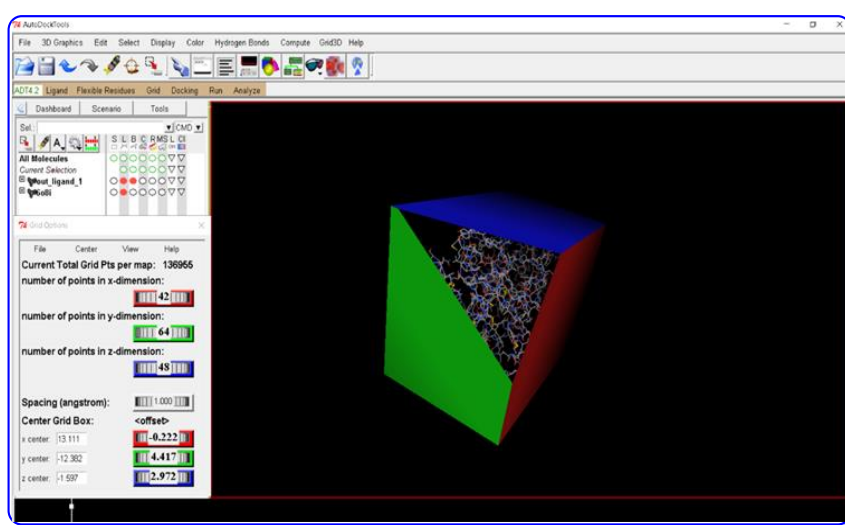 AutoDockTools
File 3D Graphics Edit Select Display Color Hydrogen Bonds Compute Grid3D Help
ADT4.2 Ligand Flexible Residues Grid Docking Run Analyze
Dashboard Scenario Tools
Sel.: CMD
S L B C R MS L Cl
All Molecules
Current Selection
out_ligand_1
Grid Options
File Center View Help
Current Total Grid Pts per map: 136955
number of points in x-dimension:
42
number of points in y-dimension:
64
number of points in z-dimension:
48
Spacing (angstrom): 1.000
Center Grid Box: <offset>
x center: 13.111 -0.222
y center: -12.382 4.417
z center: -1.597 2.972